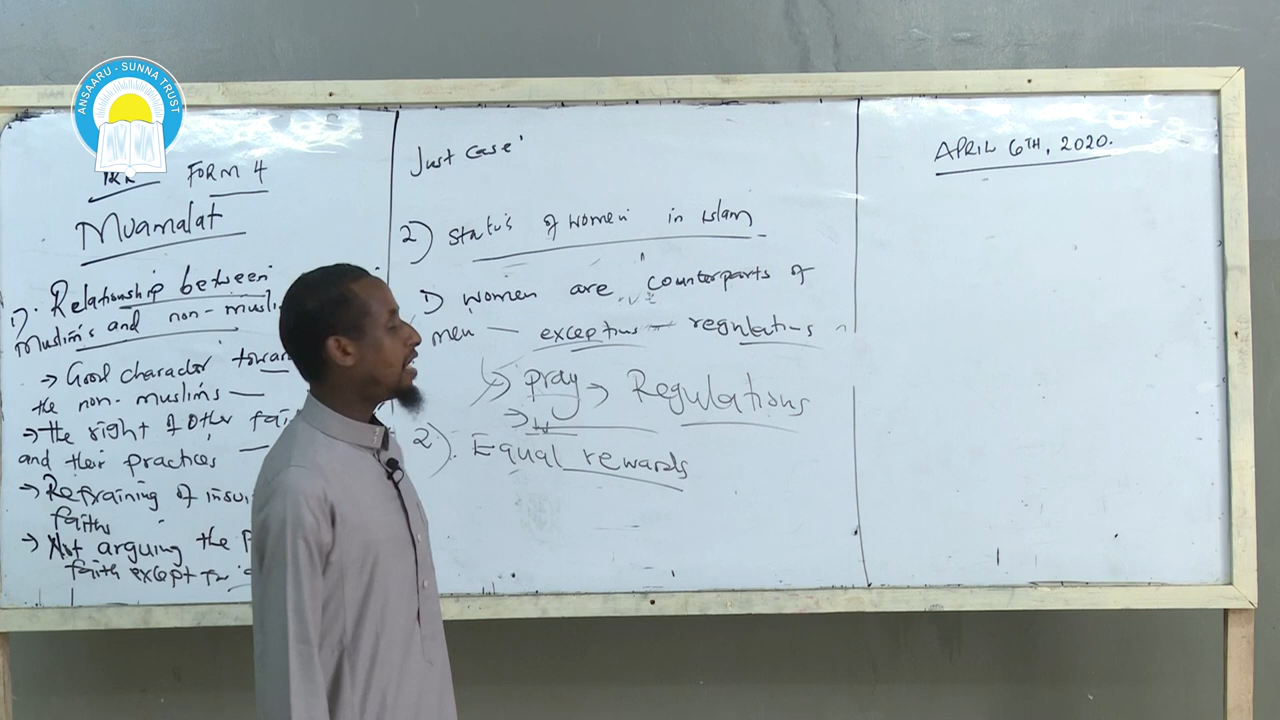 ANSAARU - SUNNA TRUST
FORM 4
Muamalat
1). Relationship between
Muslims and non-musli
→ Good character towar
the non-muslims —
→ the right of other fai
and their practices —
→ Refraining of insu
faiths
→ Not arguing the p
faith except for
Just case'
2) Status of women in islam
1) women are counterparts of
men — exceptions — regulations
→ pray → Regulations
2). Equal rewards
APRIL 6TH, 2020.